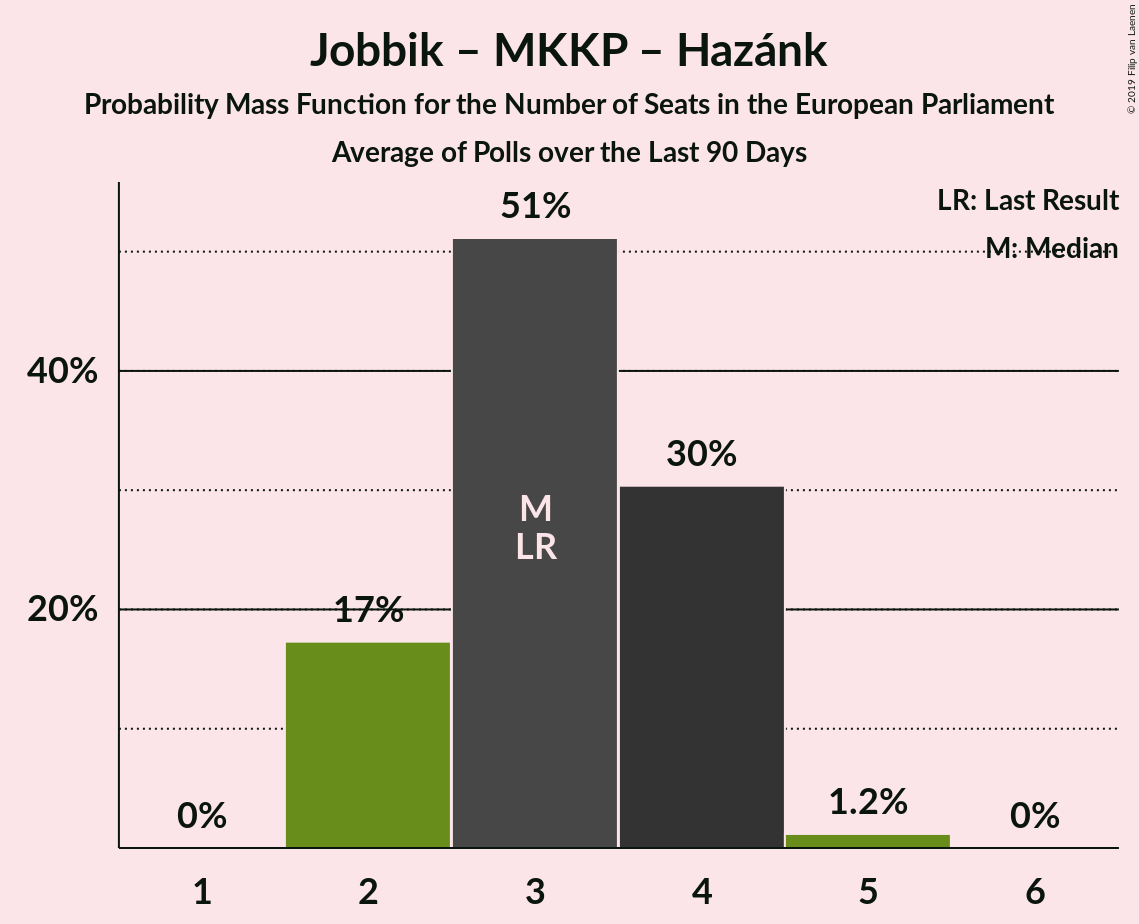 Jobbik – MKKP – Hazánk
Probability Mass Function for the Number of Seats in the European Parliament
Average of Polls over the Last 90 Days
© 2019 Filip van Laenen
LR: Last Result
M: Median
51%
40%
30%
M
LR
20%
17%
0%
1.2%
0%
1 2 3 4 5 6